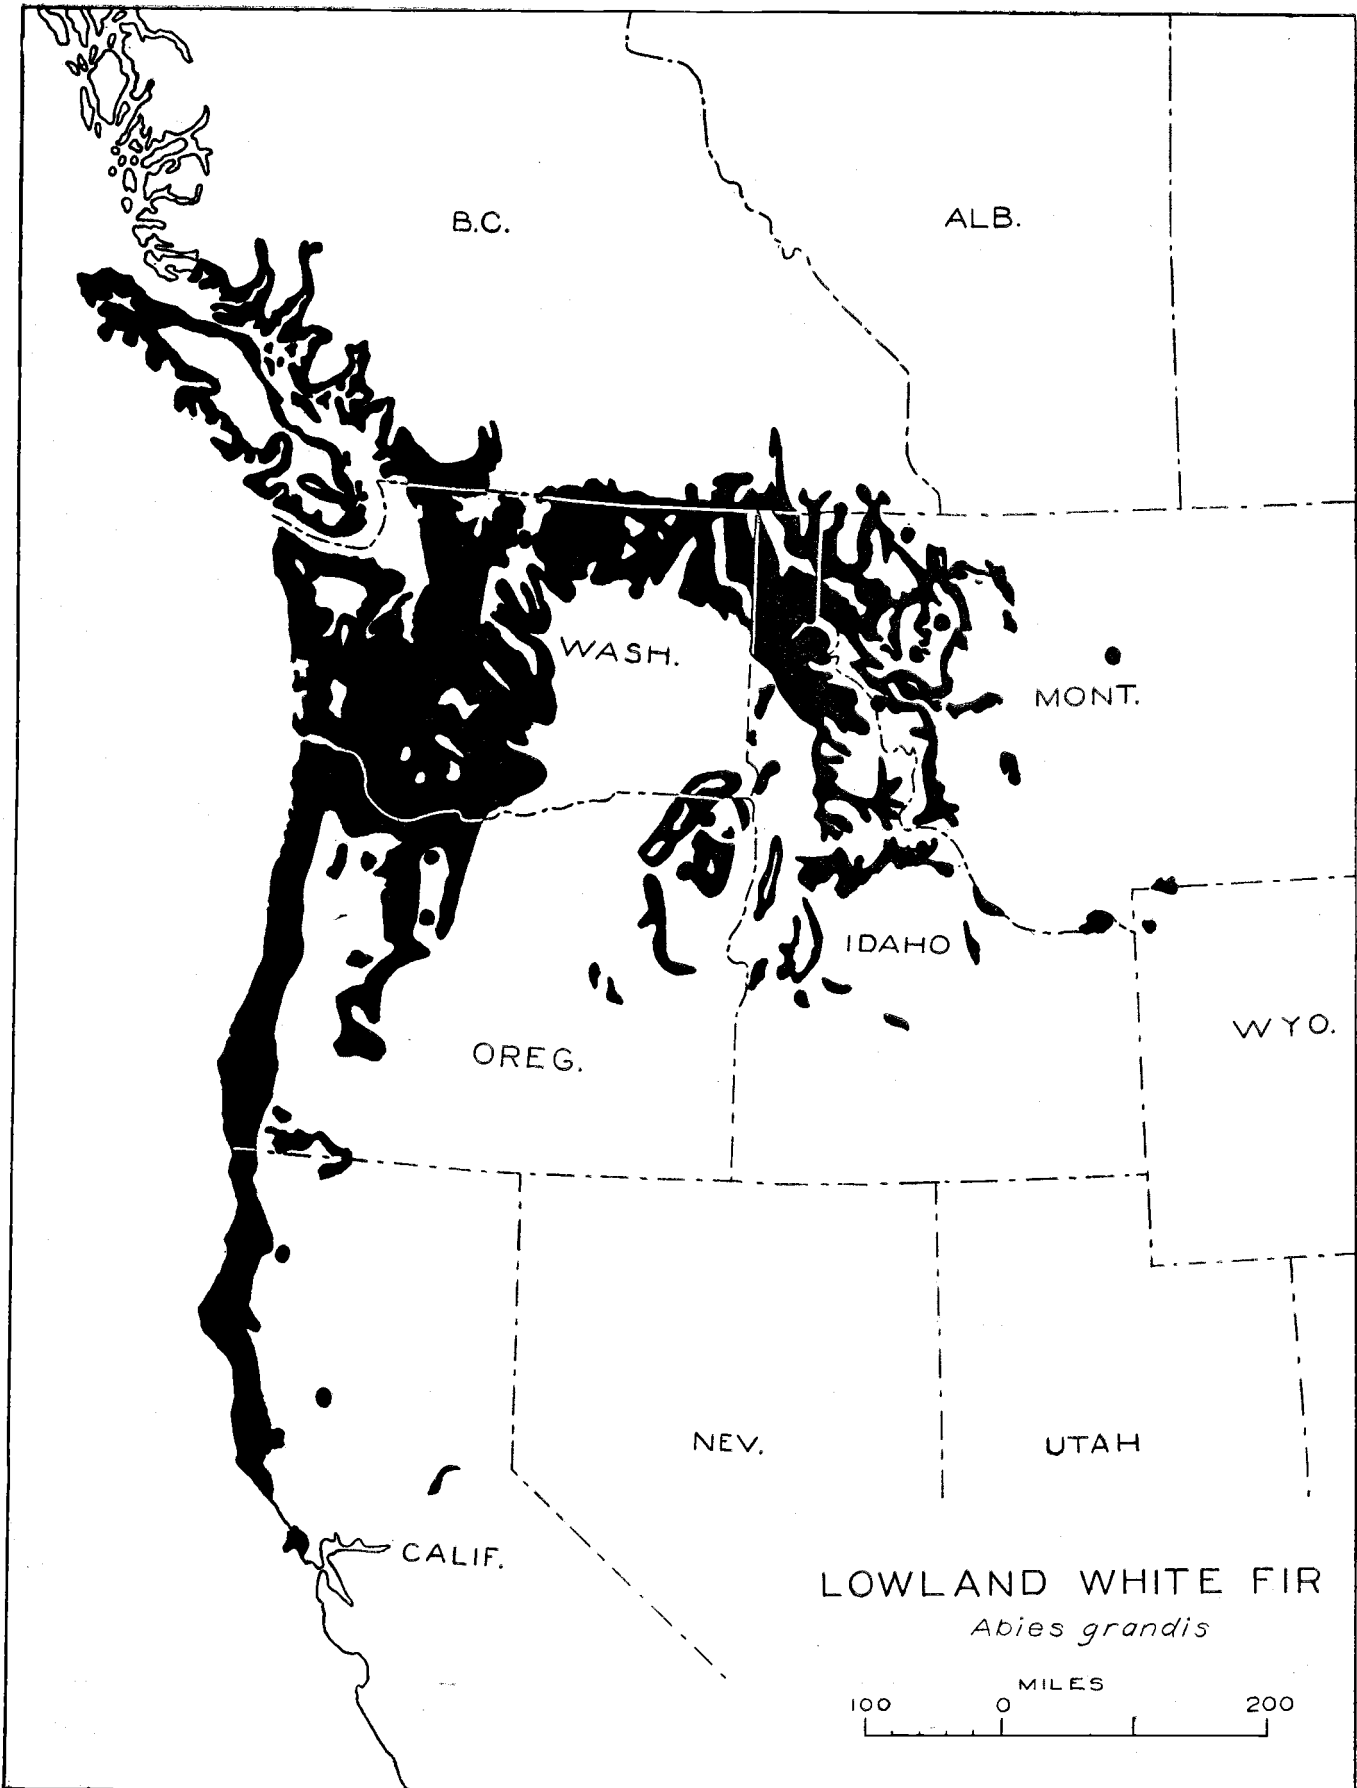 B.C.
ALB.
WASH.
MONT.
IDAHO
WYO.
OREG.
NEV.
UTAH
CALIF.
LOWLAND WHITE FIR
Abies grandis
MILES
100 0 200